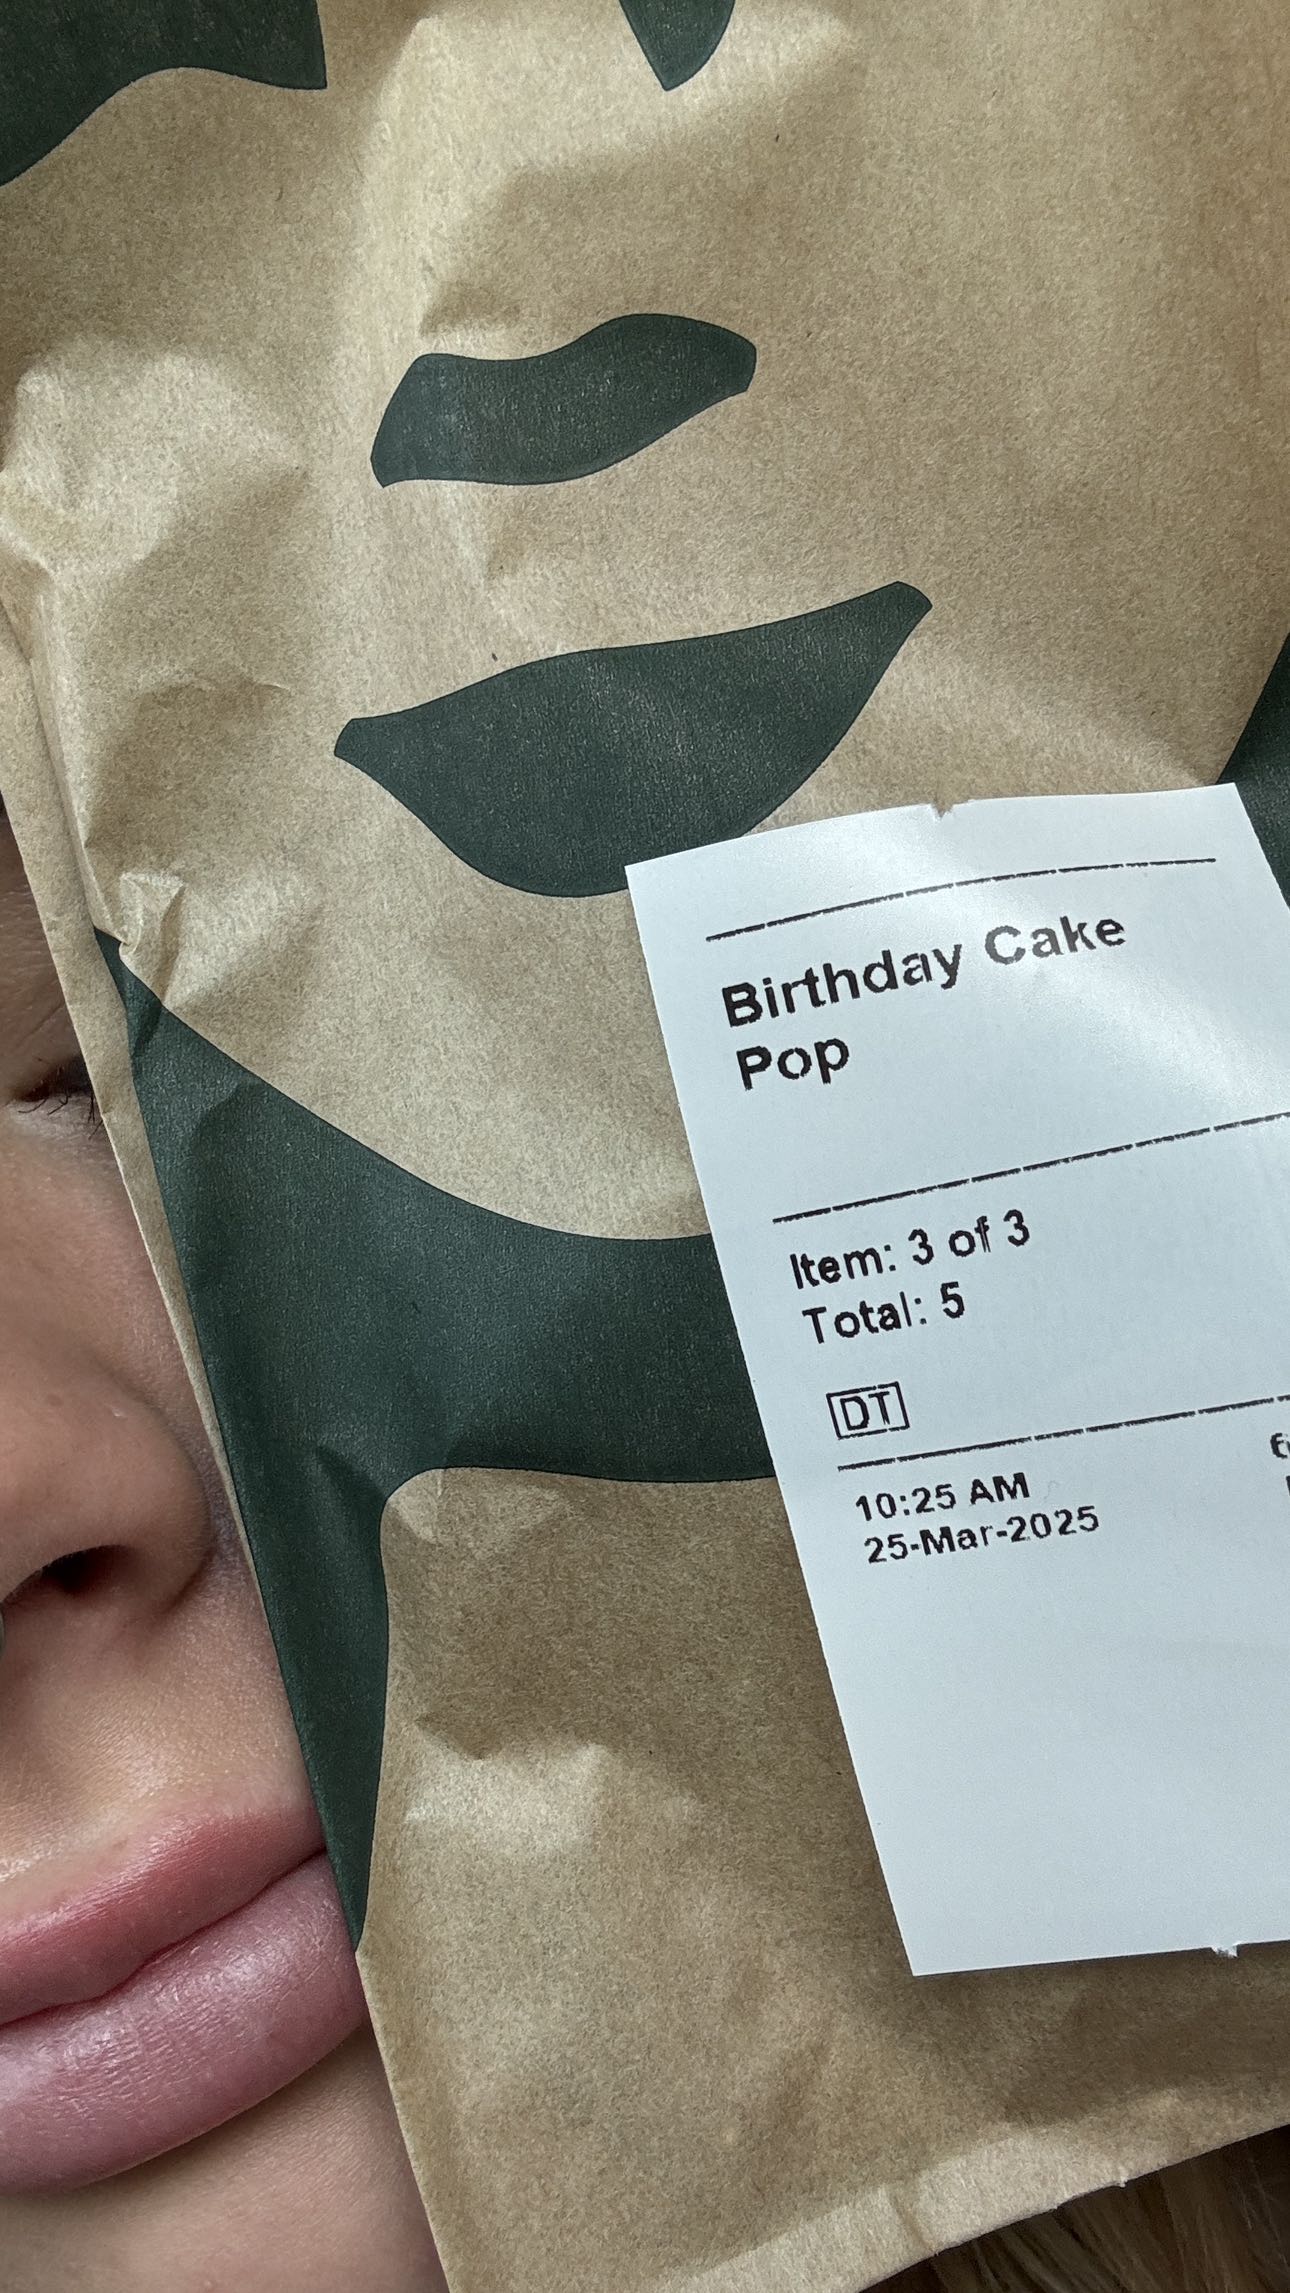 Birthday Cake
Pop
Item: 3 of 3
Total: 5
DT
10:25 AM
25-Mar-2025